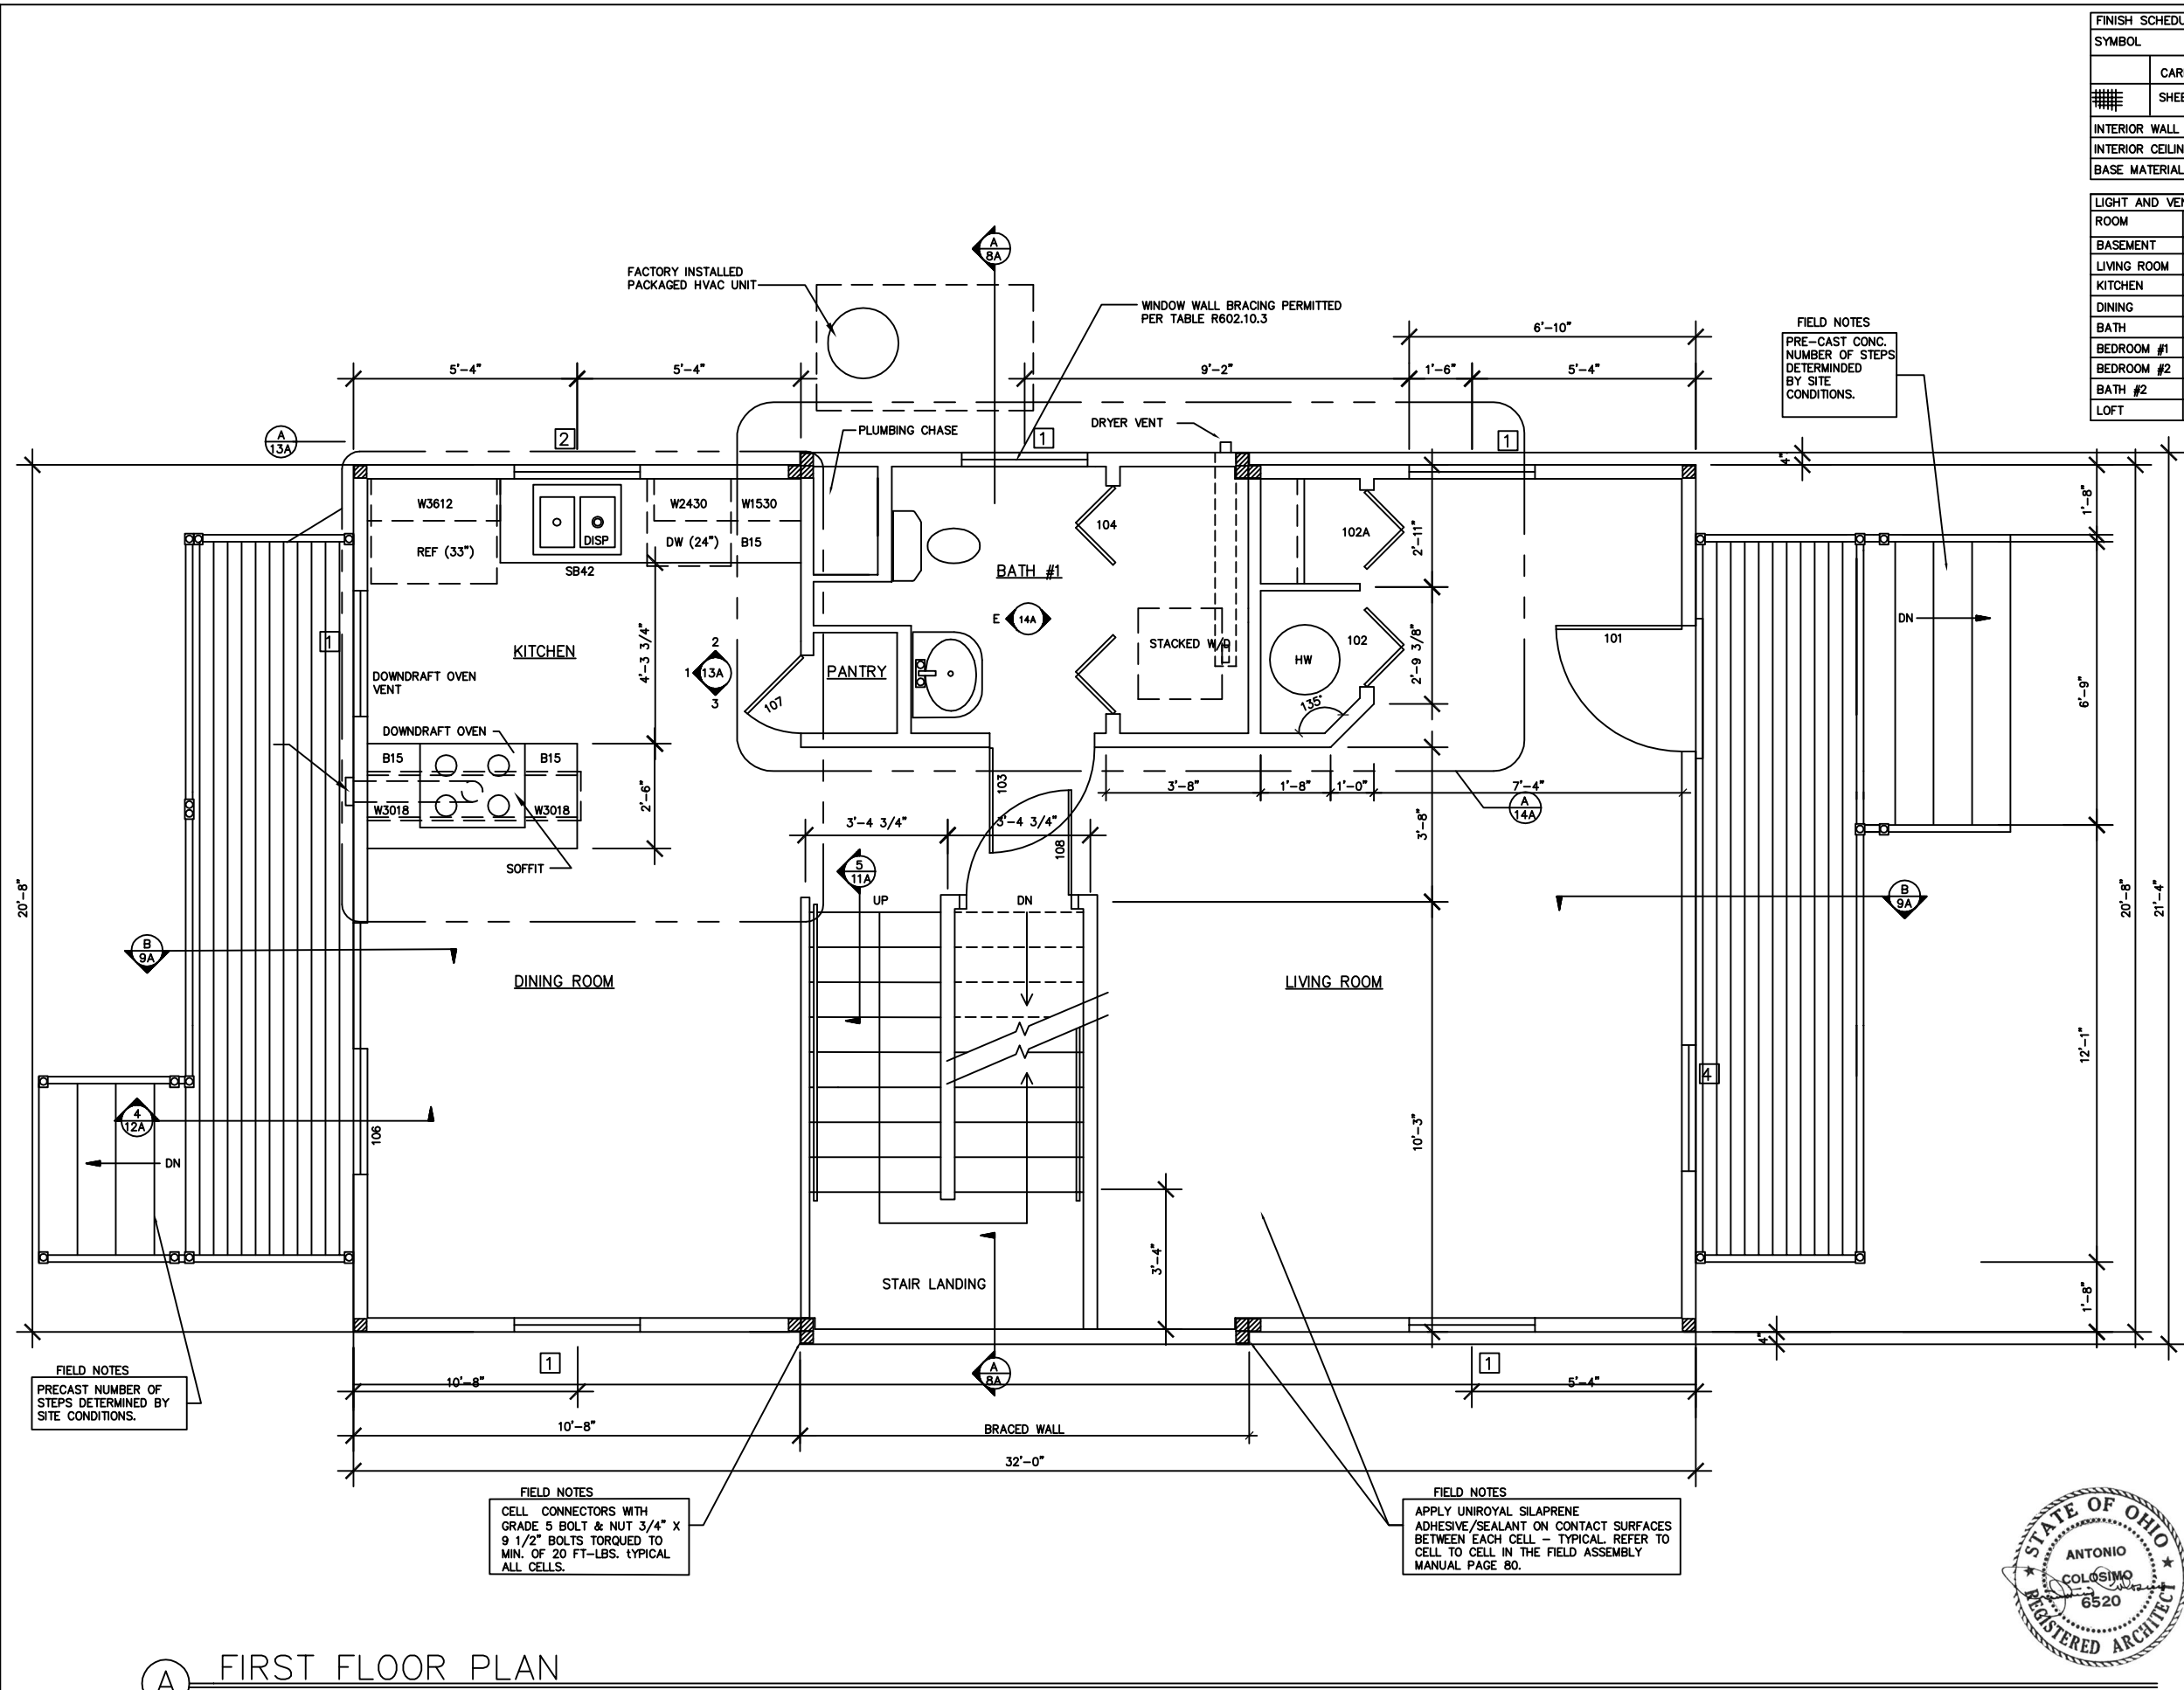 FINISH SCHEDU
SYMBOL
CAR
SHEE
INTERIOR WALL
INTERIOR CEILIN
BASE MATERIAL
LIGHT AND VEN
ROOM
BASEMENT
LIVING ROOM
KITCHEN
DINING
BATH
BEDROOM #1
BEDROOM #2
BATH #2
LOFT
A
8A
FACTORY INSTALLED
PACKAGED HVAC UNIT
WINDOW WALL BRACING PERMITTED
PER TABLE R602.10.3
6'-10"
FIELD NOTES
PRE-CAST CONC.
NUMBER OF STEPS
DETERMINDED
BY SITE
CONDITIONS.
5'-4"
5'-4"
9'-2"
1'-6"
5'-4"
A
13A
2
PLUMBING CHASE
1
DRYER VENT
1
4"
W3612
W2430
W1530
REF (33")
DISP
DW (24")
B15
SB42
104
102A
2'-11"
1'-8"
BATH #1
E
14A
1
KITCHEN
4'-3 3/4"
2
1
13A
3
PANTRY
STACKED W/D
HW
102
2'-9 3/8"
101
DN
6'-9"
DOWNDRAFT OVEN
VENT
107
135°
DOWNDRAFT OVEN
B15
B15
W3018
W3018
2'-6"
SOFFIT
103
3'-8"
1'-8"
1'-0"
7'-4"
A
14A
3'-4 3/4"
3'-4 3/4"
108
3'-8"
5
11A
UP
DN
20'-8"
B
9A
B
9A
20'-8"
21'-4"
DINING ROOM
LIVING ROOM
12'-1"
4
4
12A
106
10'-3"
DN
3'-4"
STAIR LANDING
1'-8"
4"
FIELD NOTES
PRECAST NUMBER OF
STEPS DETERMINED BY
SITE CONDITIONS.
1
A
8A
1
10'-8"
5'-4"
10'-8"
BRACED WALL
32'-0"
FIELD NOTES
CELL CONNECTORS WITH
GRADE 5 BOLT & NUT 3/4" X
9 1/2" BOLTS TORQUED TO
MIN. OF 20 FT-LBS. tYPICAL
ALL CELLS.
FIELD NOTES
APPLY UNIROYAL SILAPRENE
ADHESIVE/SEALANT ON CONTACT SURFACES
BETWEEN EACH CELL - TYPICAL. REFER TO
CELL TO CELL IN THE FIELD ASSEMBLY
MANUAL PAGE 80.
STATE OF OHIO
ANTONIO
COLOSIMO
6520
REGISTERED ARCHITECT
A
FIRST FLOOR PLAN